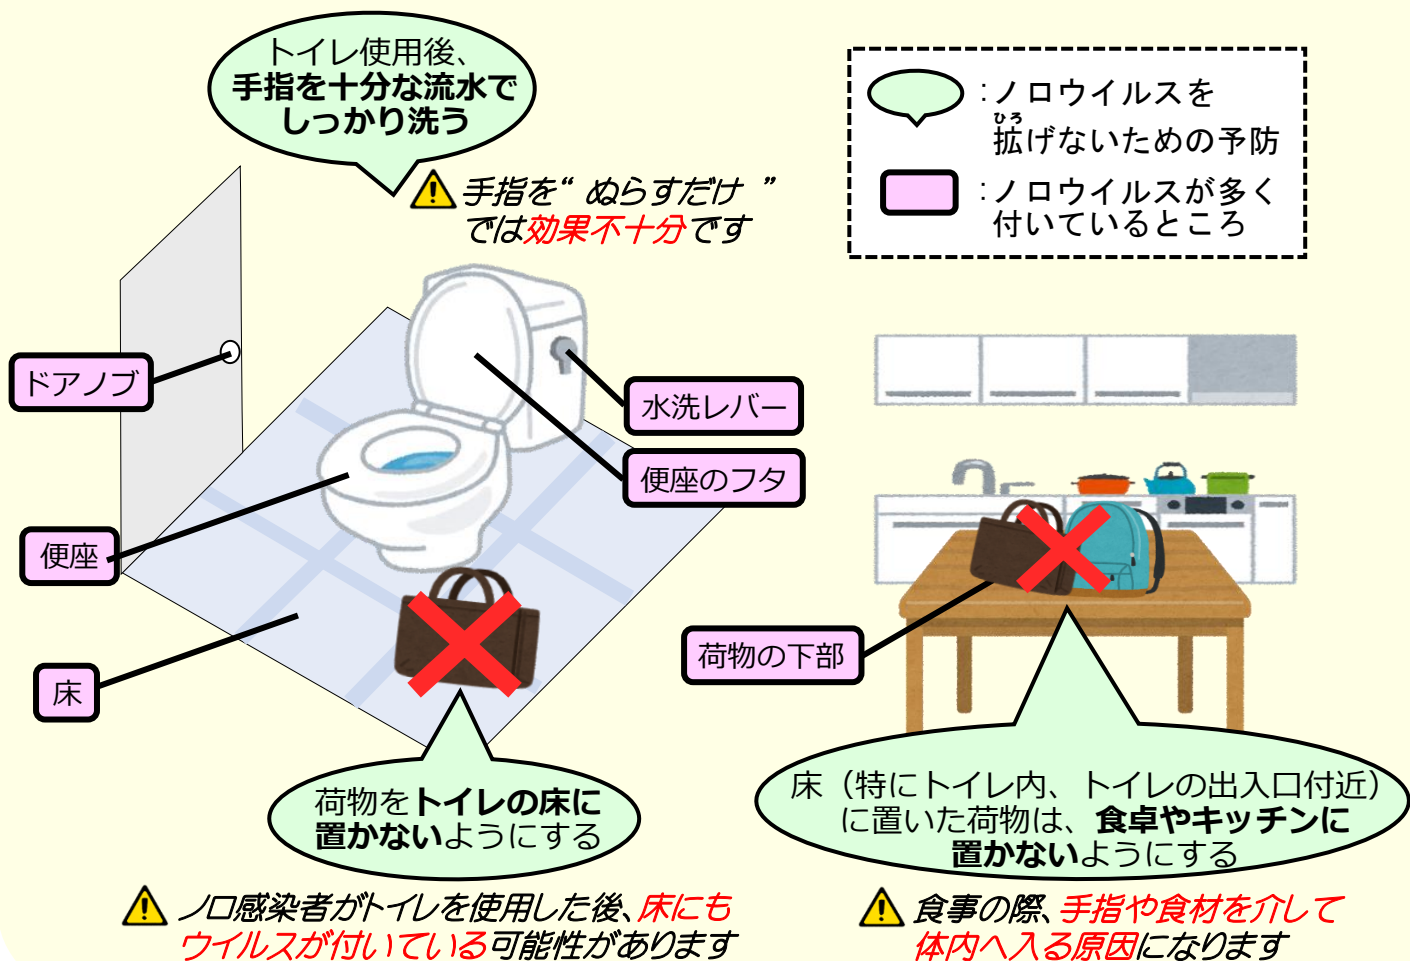 トイレ使用後、
手指を十分な流水で
しっかり洗う
手指を“ ぬらすだけ ”
では効果不十分です
:ノロウイルスを
ひろ
拡げないための予防
:ノロウイルスが多く
付いているところ
ドアノブ
水洗レバー
便座のフタ
便座
床
荷物の下部
荷物をトイレの床に
置かないようにする
床（特にトイレ内、トイレの出入口付近）
に置いた荷物は、食卓やキッチンに
置かないようにする
ノロ感染者がトイレを使用した後、床にも
ウイルスが付いている可能性があります
食事の際、手指や食材を介して
体内へ入る原因になります